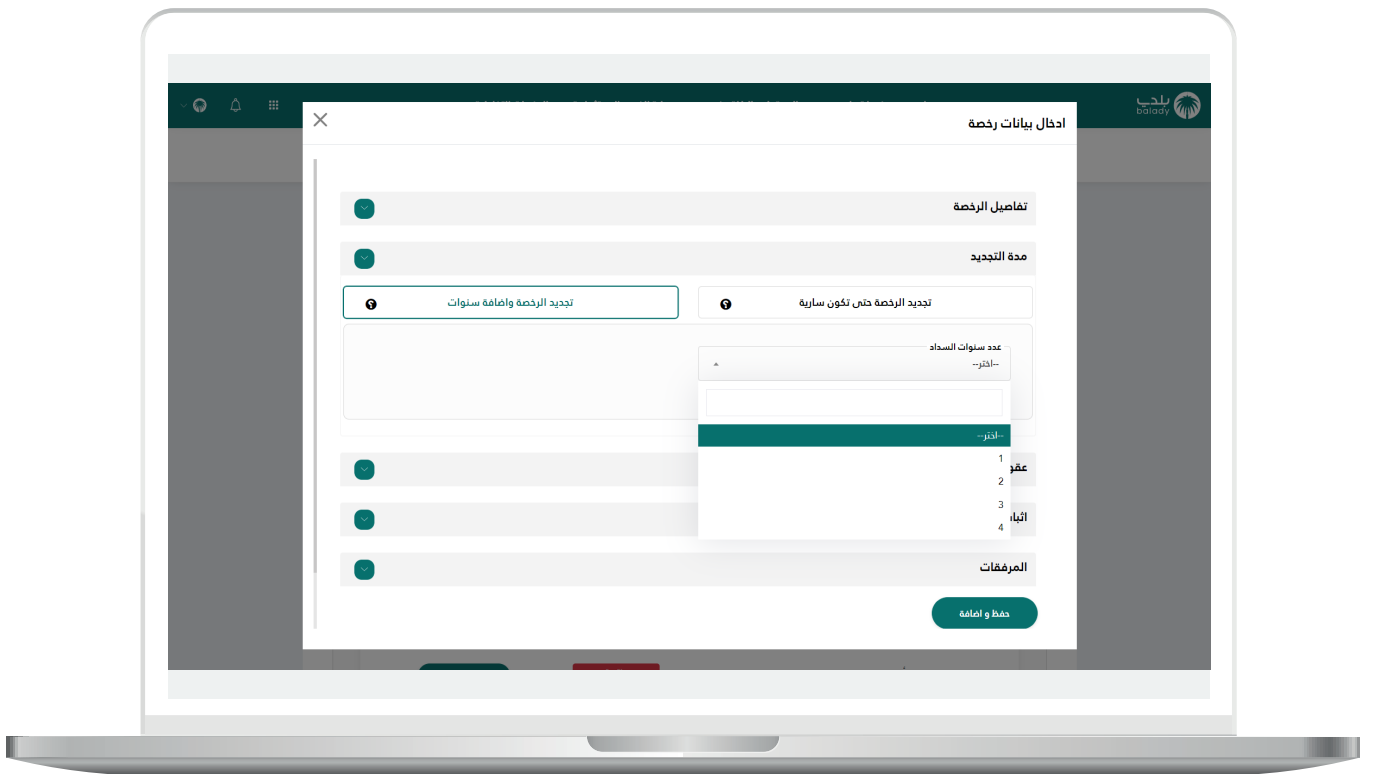 بلدي
balady
ادخال بيانات رخصة
تفاصيل الرخصة
مدة التجديد
تجديد الرخصة حتى تكون سارية
تجديد الرخصة واضافة سنوات
عدد سنوات السداد
--اختر--
--اختر--
1
2
3
4
المرفقات
حفظ و اضافة